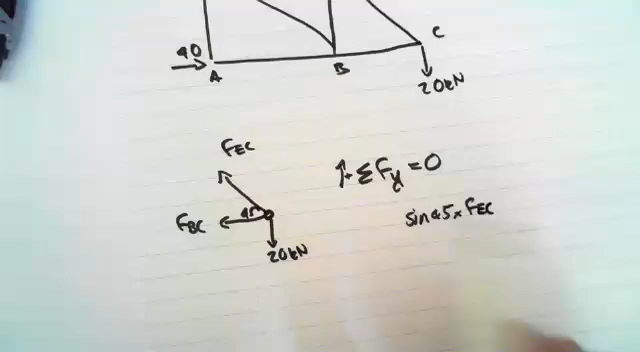 40
A
B
C
20kN
FEC
↑+ ΣFy = 0
FBC
45°
20kN
sin45 × FEC